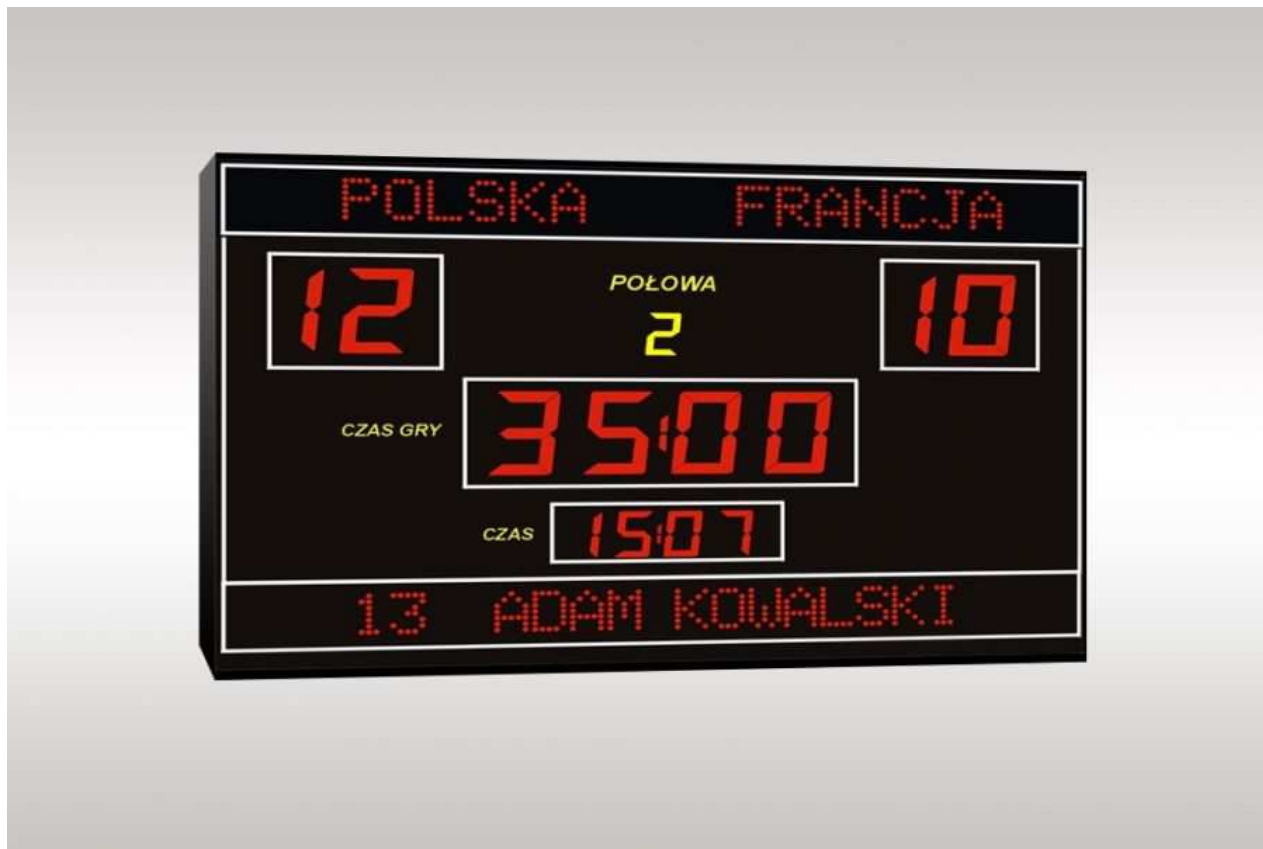 POLSKA FRANCJA
12 POŁOWA 10
2
CZAS GRY 35:00
CZAS 15:07
13 ADAM KOWALSKI